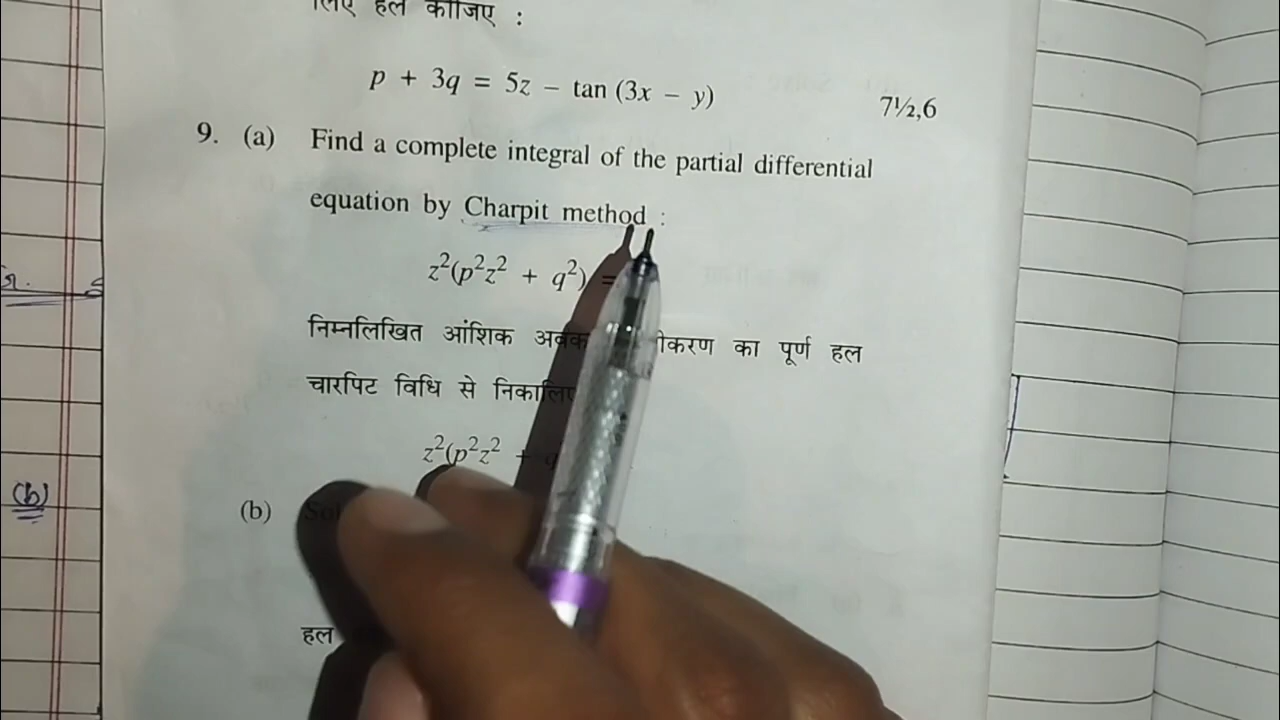 लिए हल कीजिए :
p + 3q = 5z – tan (3x – y)
7½,6
9. (a) Find a complete integral of the partial differential
equation by Charpit method :
z²(p²z² + q²) =
निम्नलिखित आंशिक का पूर्ण हल
चारपिट विधि से
z²(p²z² +
(b)
(b)
हल